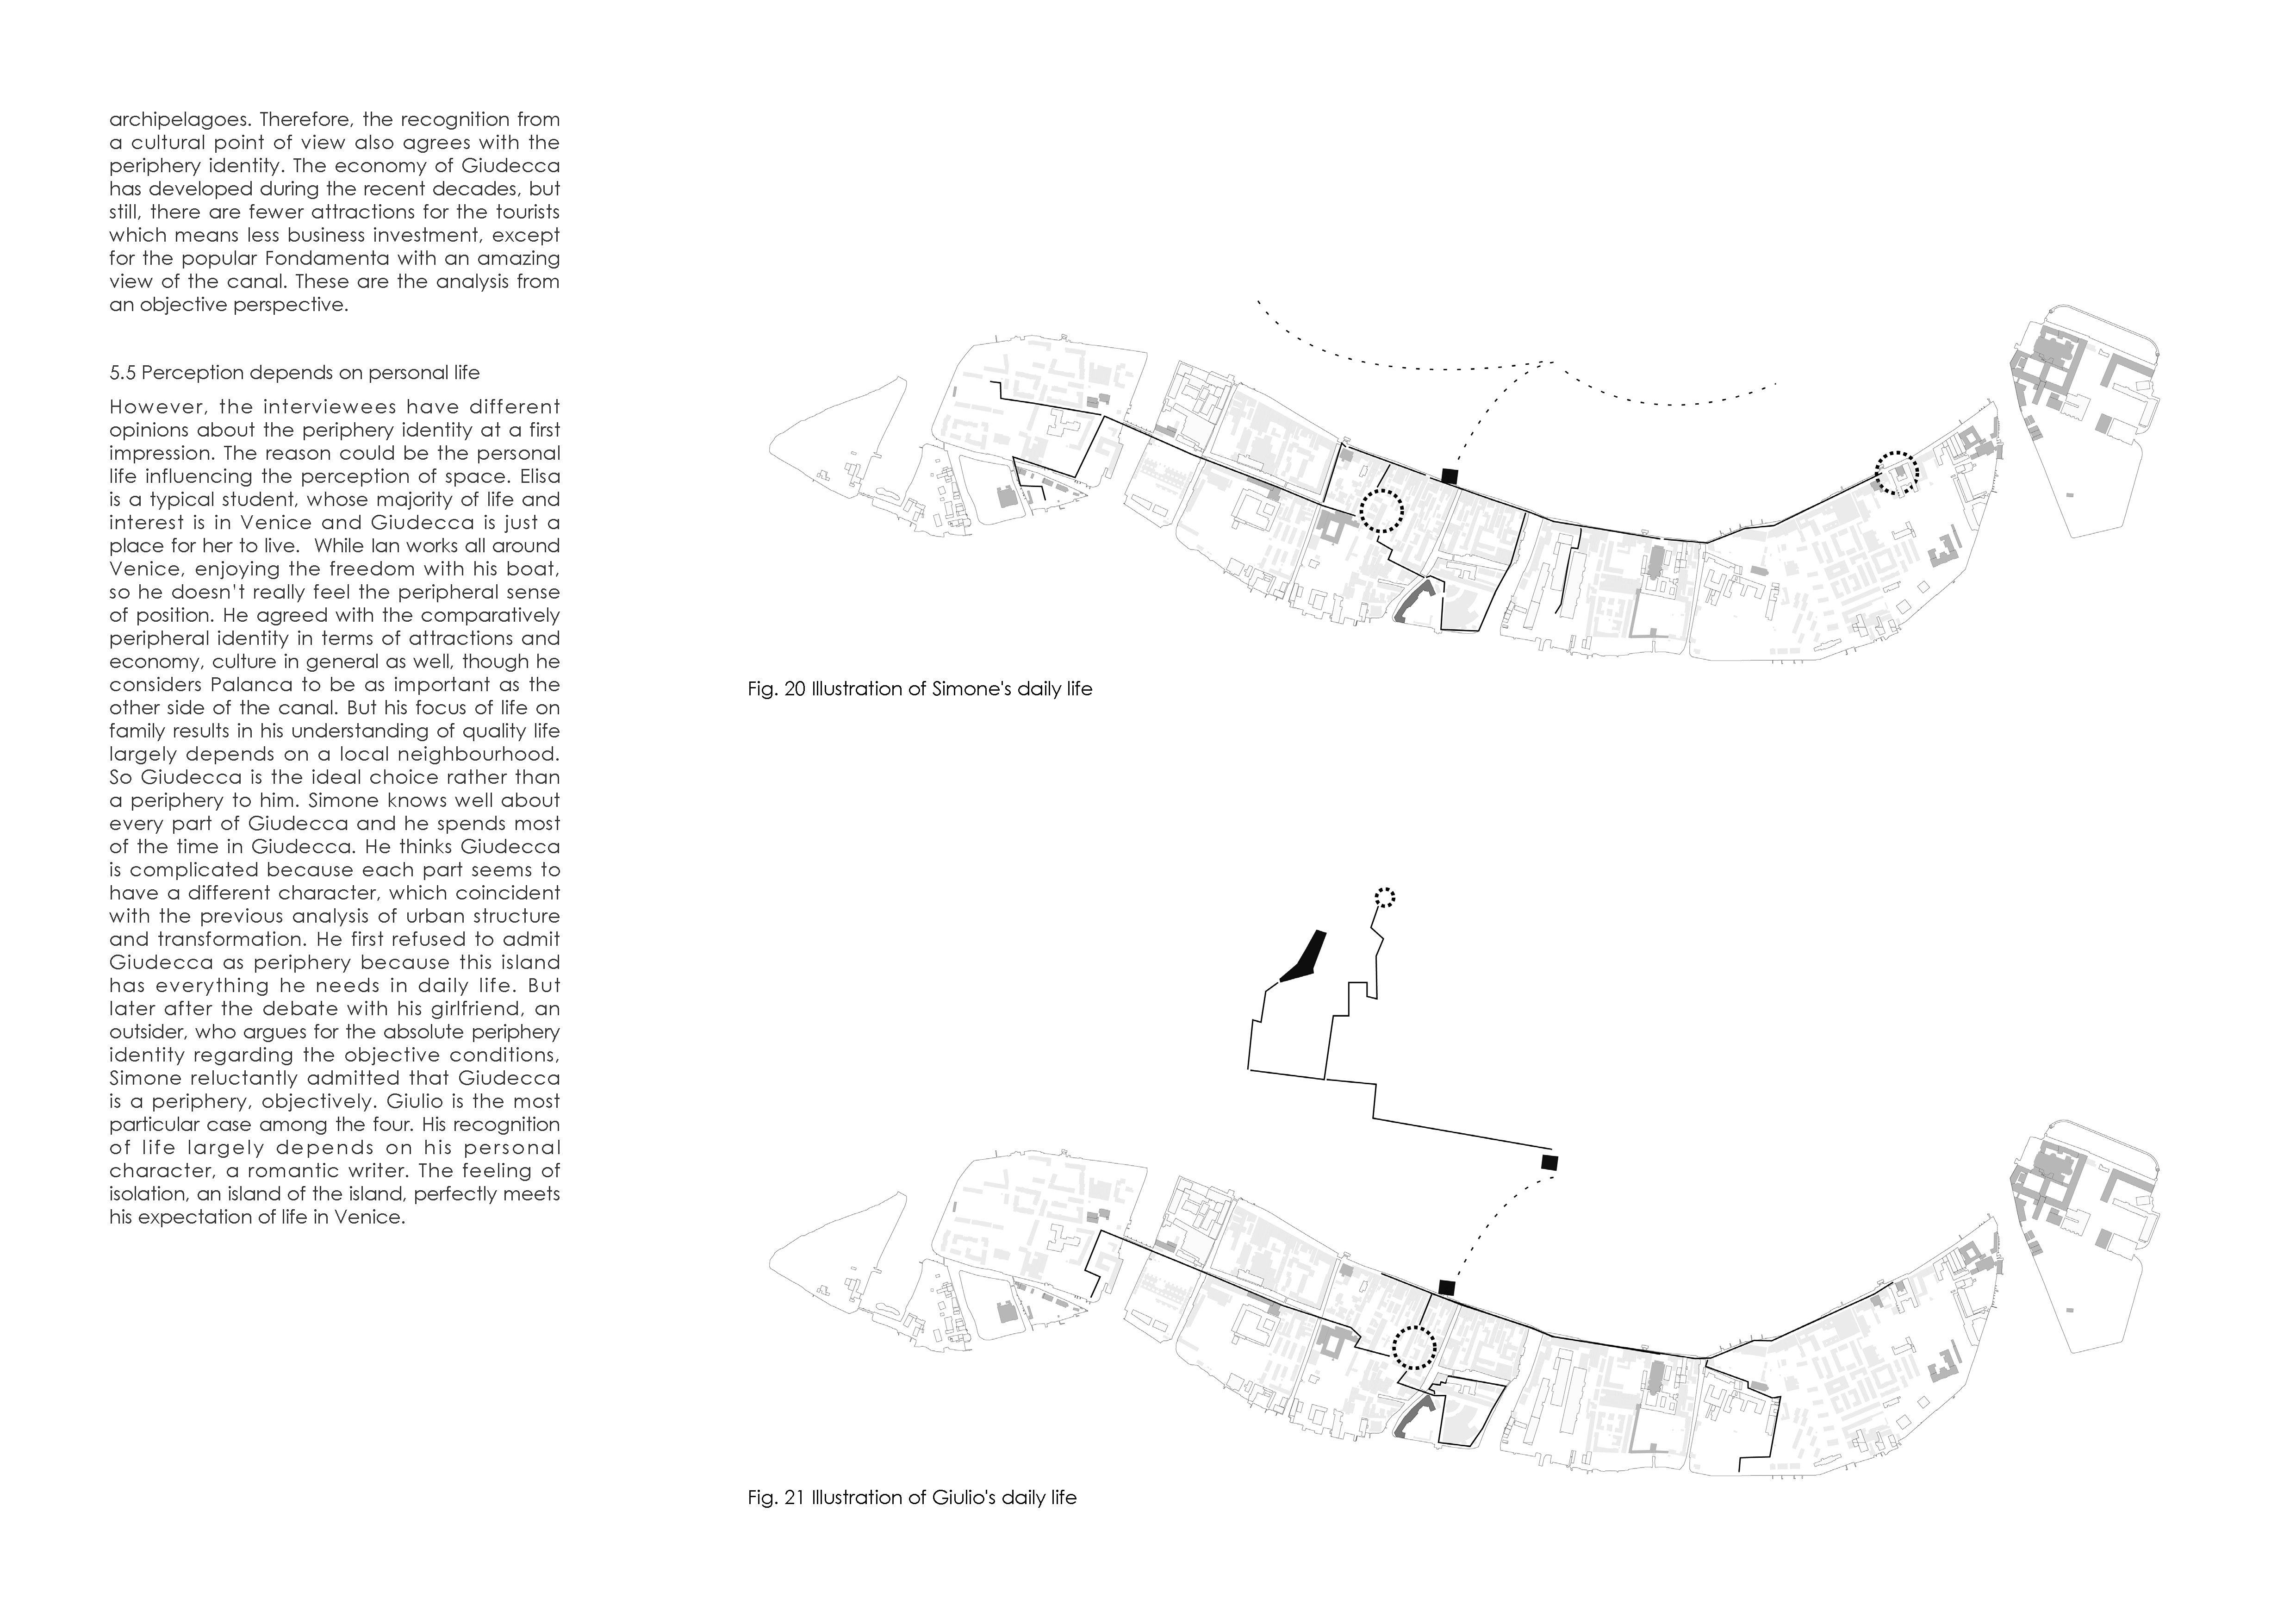 archipelagoes. Therefore, the recognition from
a cultural point of view also agrees with the
periphery identity. The economy of Giudecca
has developed during the recent decades, but
still, there are fewer attractions for the tourists
which means less business investment, except
for the popular Fondamenta with an amazing
view of the canal. These are the analysis from
an objective perspective.
5.5 Perception depends on personal life
However, the interviewees have different
opinions about the periphery identity at a first
impression. The reason could be the personal
life influencing the perception of space. Elisa
is a typical student, whose majority of life and
interest is in Venice and Giudecca is just a
place for her to live.  While Ian works all around
Venice, enjoying the freedom with his boat,
so he doesn't really feel the peripheral sense
of position. He agreed with the comparatively
peripheral identity in terms of attractions and
economy, culture in general as well, though he
considers Palanca to be as important as the
other side of the canal. But his focus of life on
family results in his understanding of quality life
largely depends on a local neighbourhood.
So Giudecca is the ideal choice rather than
a periphery to him. Simone knows well about
every part of Giudecca and he spends most
of the time in Giudecca. He thinks Giudecca
is complicated because each part seems to
have a different character, which coincident
with the previous analysis of urban structure
and transformation. He first refused to admit
Giudecca as periphery because this island
has everything he needs in daily life. But
later after the debate with his girlfriend, an
outsider, who argues for the absolute periphery
identity regarding the objective conditions,
Simone reluctantly admitted that Giudecca
is a periphery, objectively. Giulio is the most
particular case among the four. His recognition
of life largely depends on his personal
character, a romantic writer. The feeling of
isolation, an island of the island, perfectly meets
his expectation of life in Venice.
Fig. 20 Illustration of Simone's daily life
Fig. 21 Illustration of Giulio's daily life